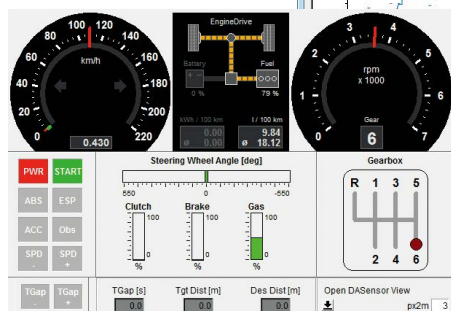 EngineDrive
100 120
80 140
60 160
40 180
20 200
0 220
km/h
0.430
Battery Fuel
0 % 79 %
kWh / 100 km l / 100 km
0.00 9.84
ø 0.00 ø 18.12
3 4
2 5
1 6
0 7
rpm
x 1000
Gear
6
PWR START
ABS ESP
ACC Obs
SPD - SPD +
TGap - TGap +
Steering Wheel Angle [deg]
550 0 -550
Clutch Brake Gas
100 100 100
0 0 0
% % %
Gearbox
R 1 3 5
2 4 6
TGap [s] Tgt Dist [m] Des Dist [m]
0.0 0.0 0.0
Open DASensor View
px2m 3